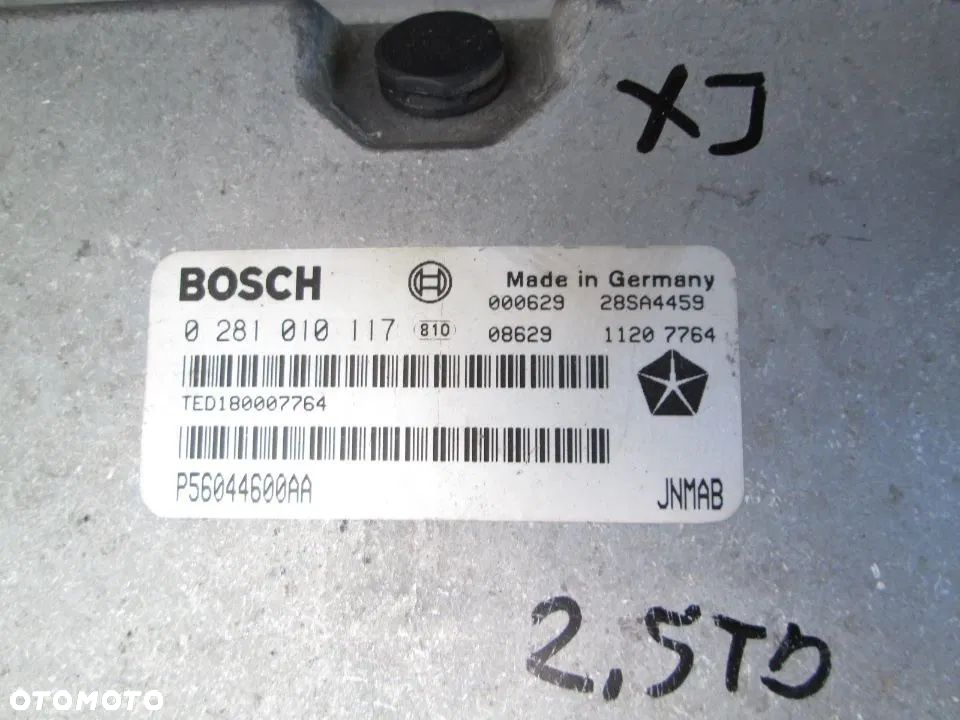 XJ
BOSCH Made in Germany
000629 28SA4459
0 281 010 117 810 08629 1120 7764
TED180007764
P56044600AA JNMAB
2,5TD
OTOMOTO